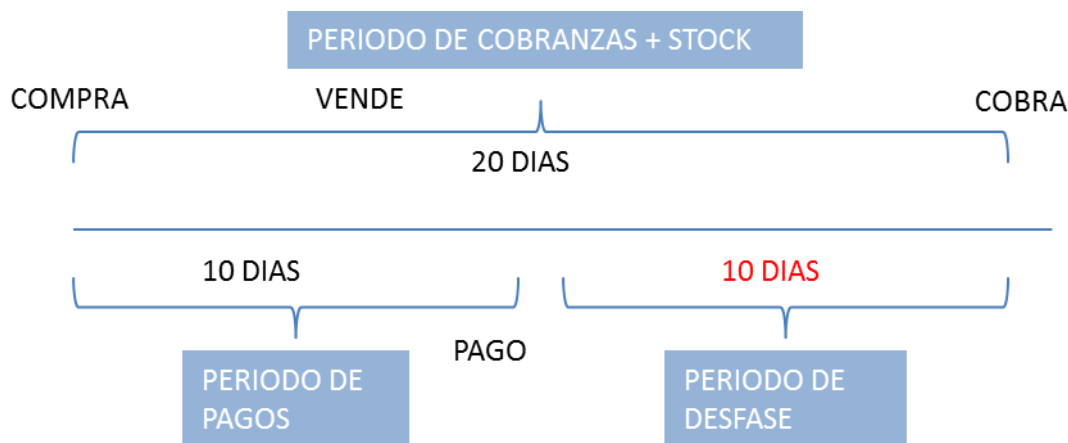 PERIODO DE COBRANZAS + STOCK
COMPRA
VENDE
COBRA
20 DIAS
10 DIAS
10 DIAS
PAGO
PERIODO DE
PAGOS
PERIODO DE
DESFASE